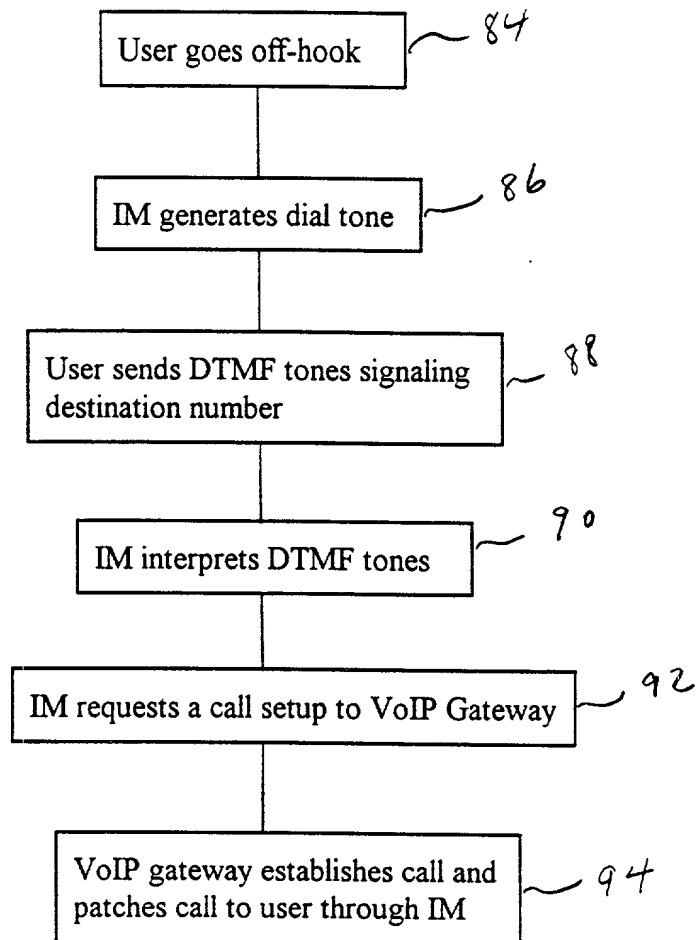 User goes off-hook
84
IM generates dial tone
86
User sends DTMF tones signaling
destination number
88
IM interprets DTMF tones
90
IM requests a call setup to VoIP Gateway
92
VoIP gateway establishes call and
patches call to user through IM
94